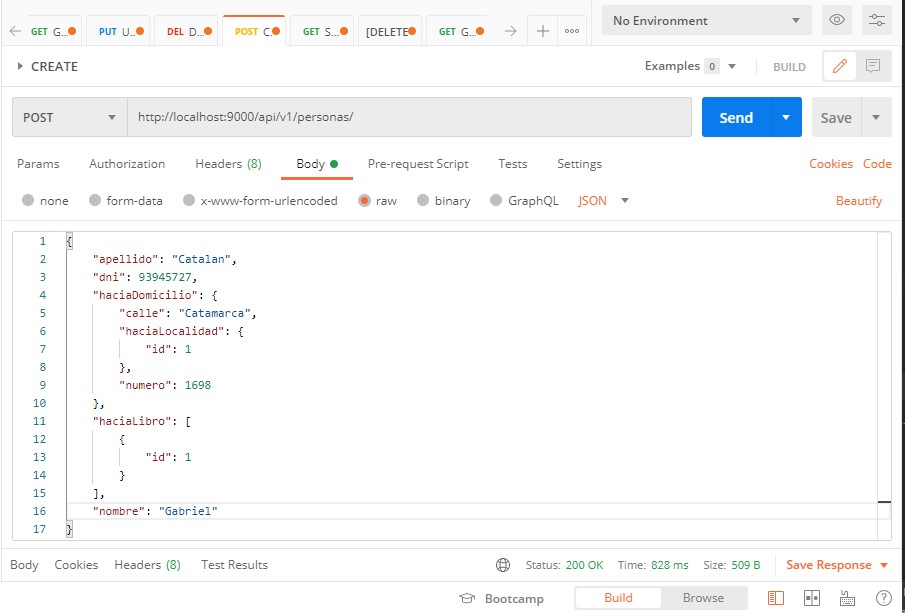 GET G... PUT U... DEL D... POST C... GET S... [DELETE GET G... No Environment
CREATE Examples 0 BUILD
POST http://localhost:9000/api/v1/personas/ Send Save
Params Authorization Headers (8) Body Pre-request Script Tests Settings Cookies Code
none form-data x-www-form-urlencoded raw binary GraphQL JSON Beautify
1 {
2 "apellido": "Catalan",
3 "dni": 93945727,
4 "haciaDomicilio": {
5 "calle": "Catamarca",
6 "haciaLocalidad": {
7 "id": 1
8 },
9 "numero": 1698
10 },
11 "haciaLibro": [
12 {
13 "id": 1
14 }
15 ],
16 "nombre": "Gabriel"
17 }
Body Cookies Headers (8) Test Results Status: 200 OK Time: 828 ms Size: 509 B Save Response
Bootcamp Build Browse